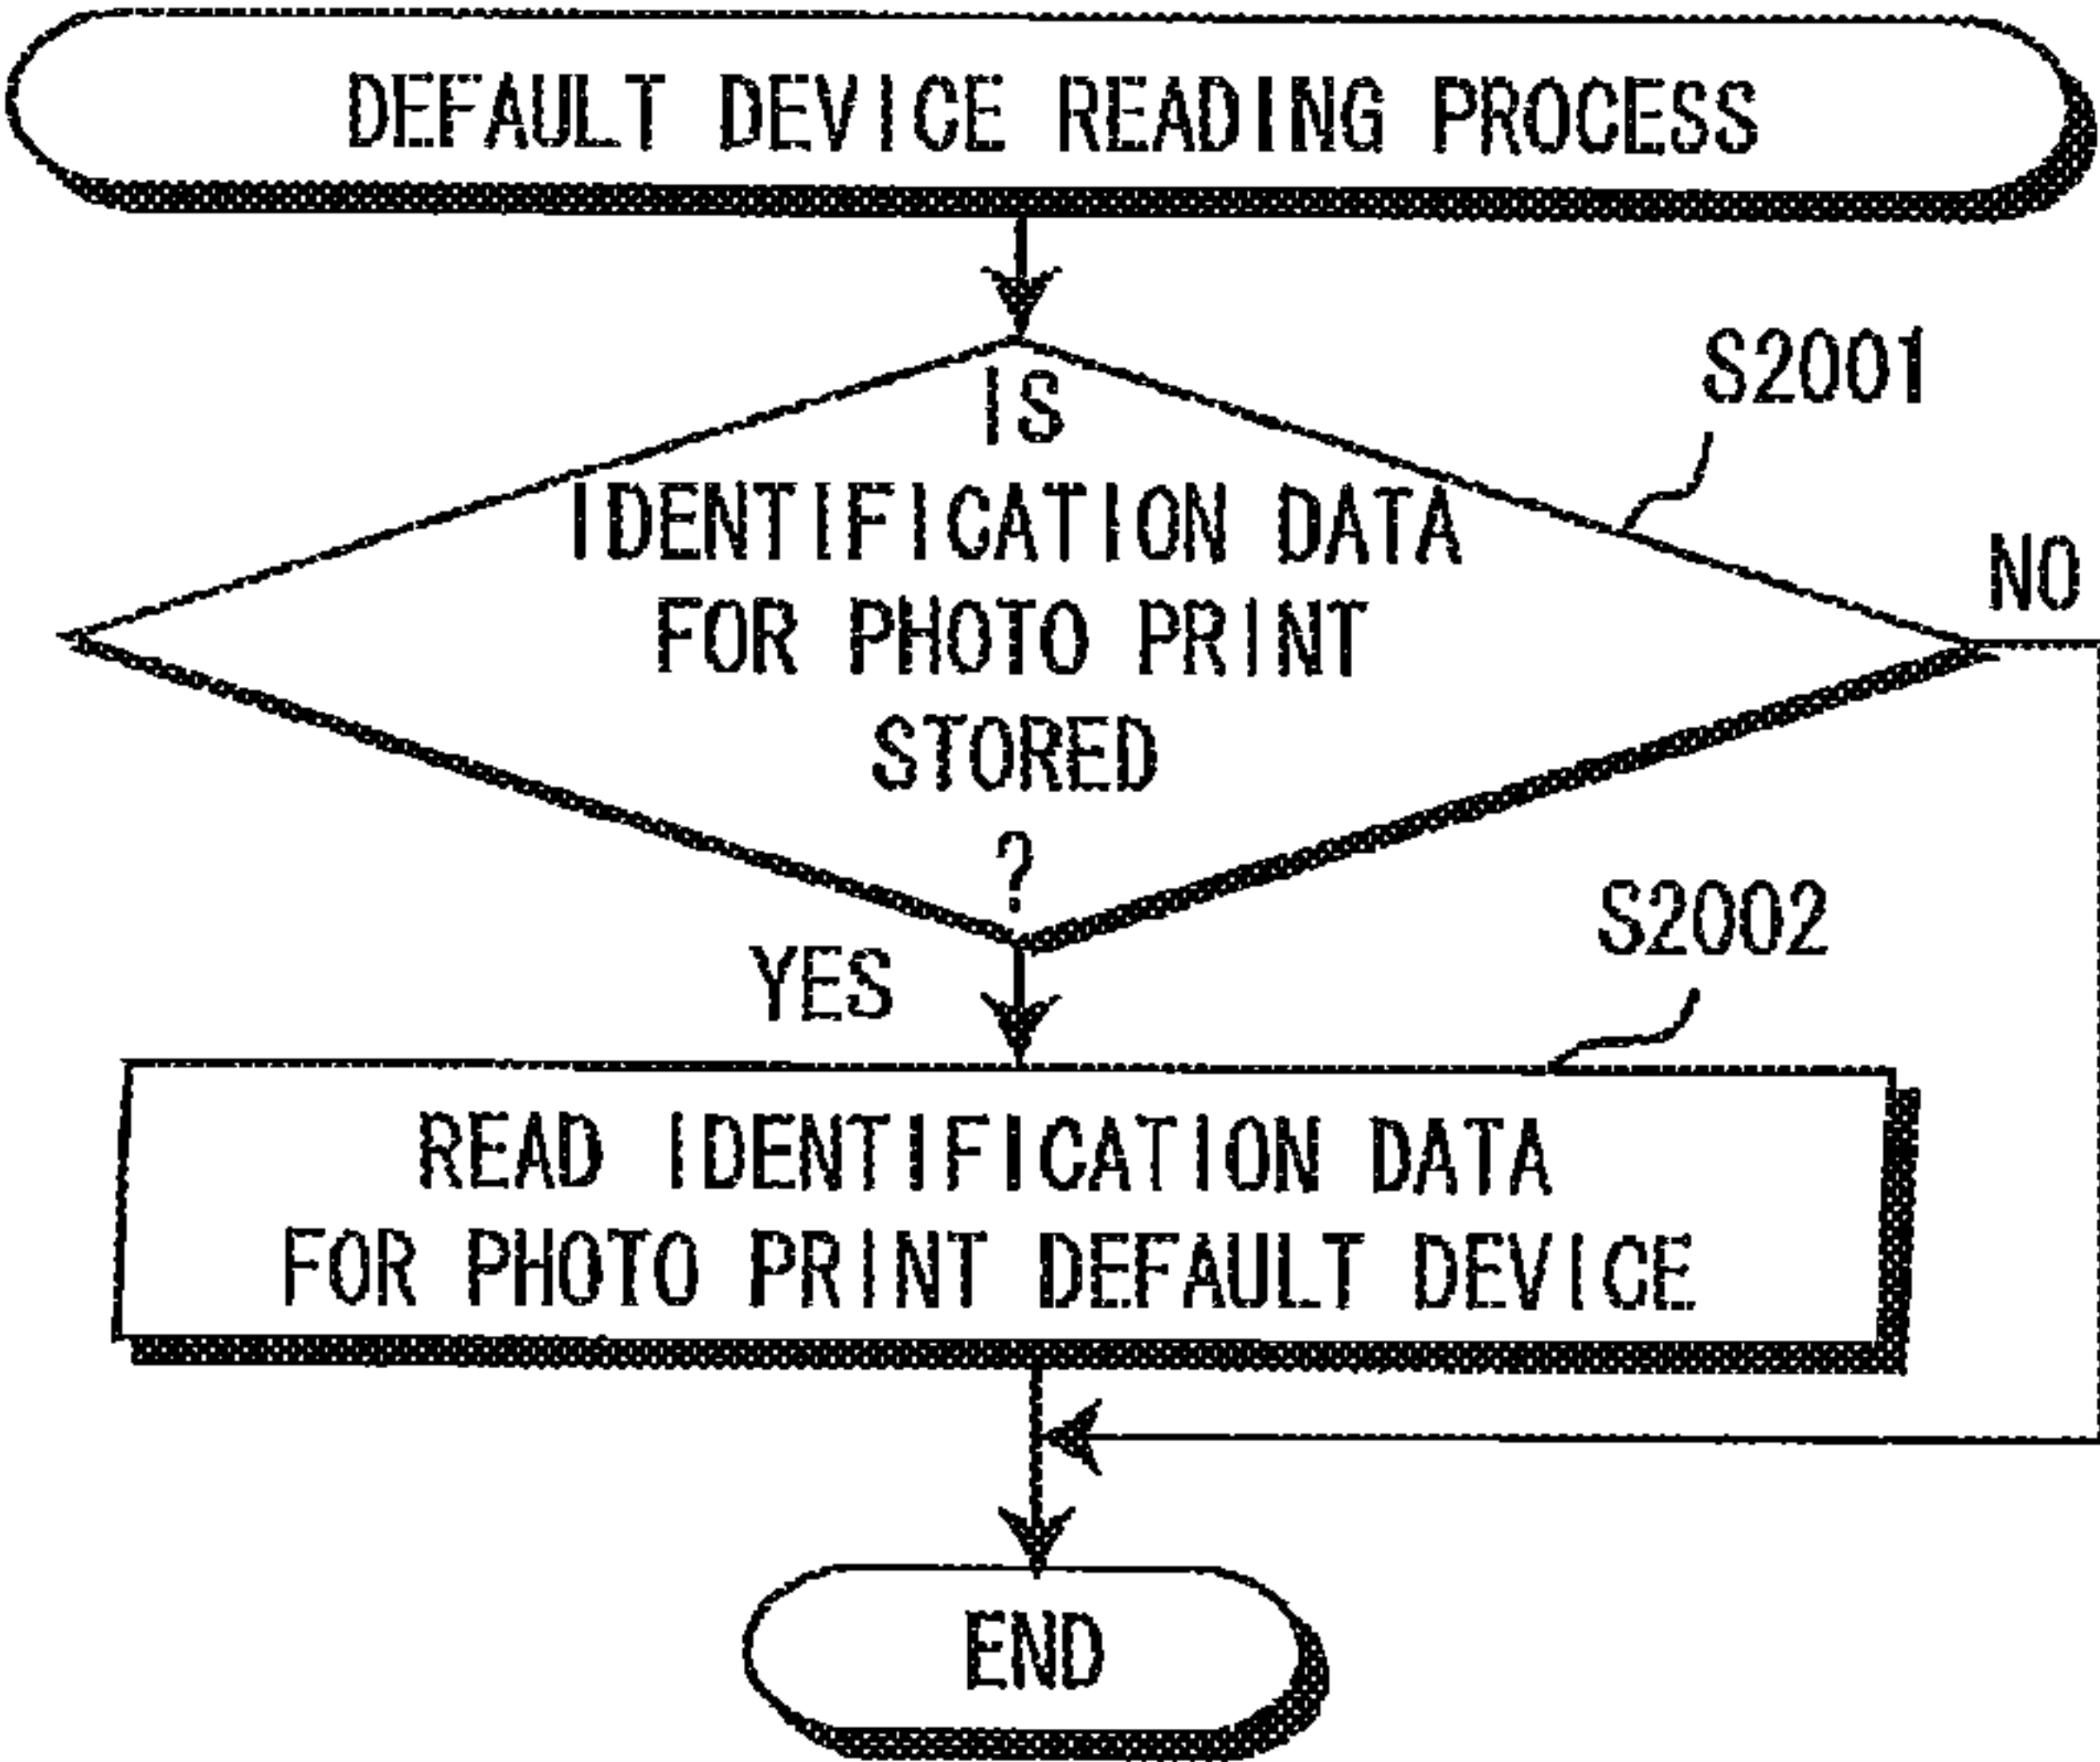 DEFAULT DEVICE READING PROCESS
S2001
IS
IDENTIFICATION DATA
FOR PHOTO PRINT
STORED
?
NO
YES
S2002
READ IDENTIFICATION DATA
FOR PHOTO PRINT DEFAULT DEVICE
END